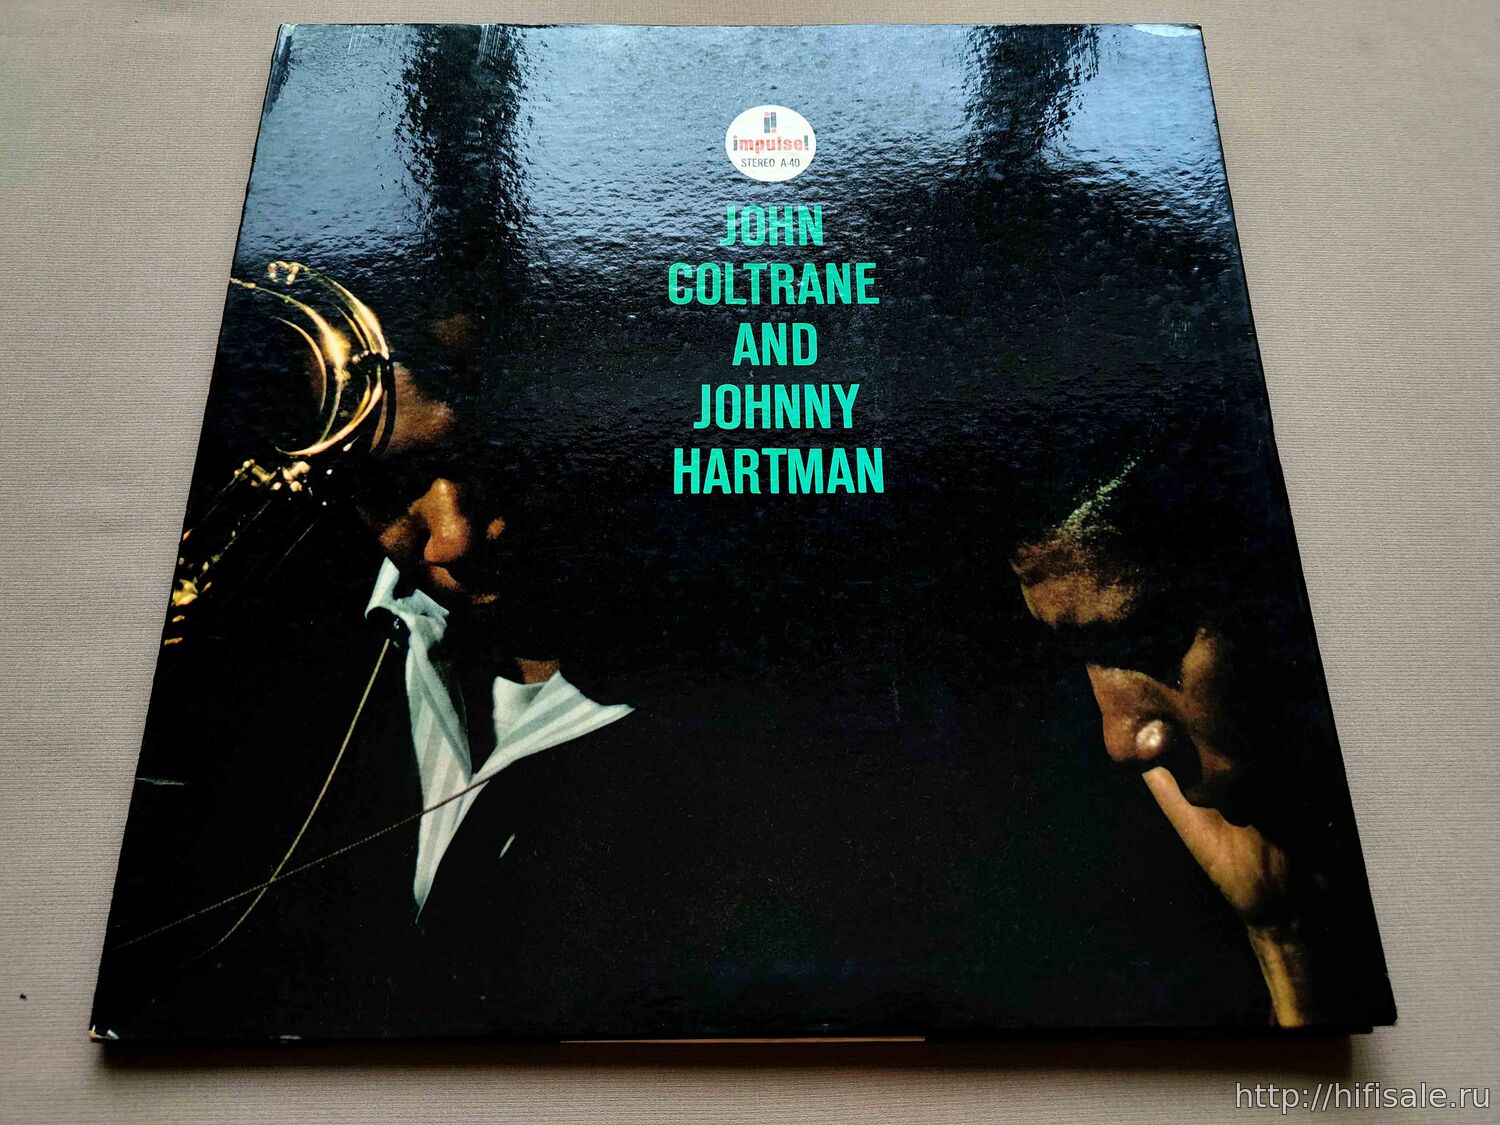 i!
impulse!
STEREO A-40
JOHN
COLTRANE
AND
JOHNNY
HARTMAN
http://hifisale.ru